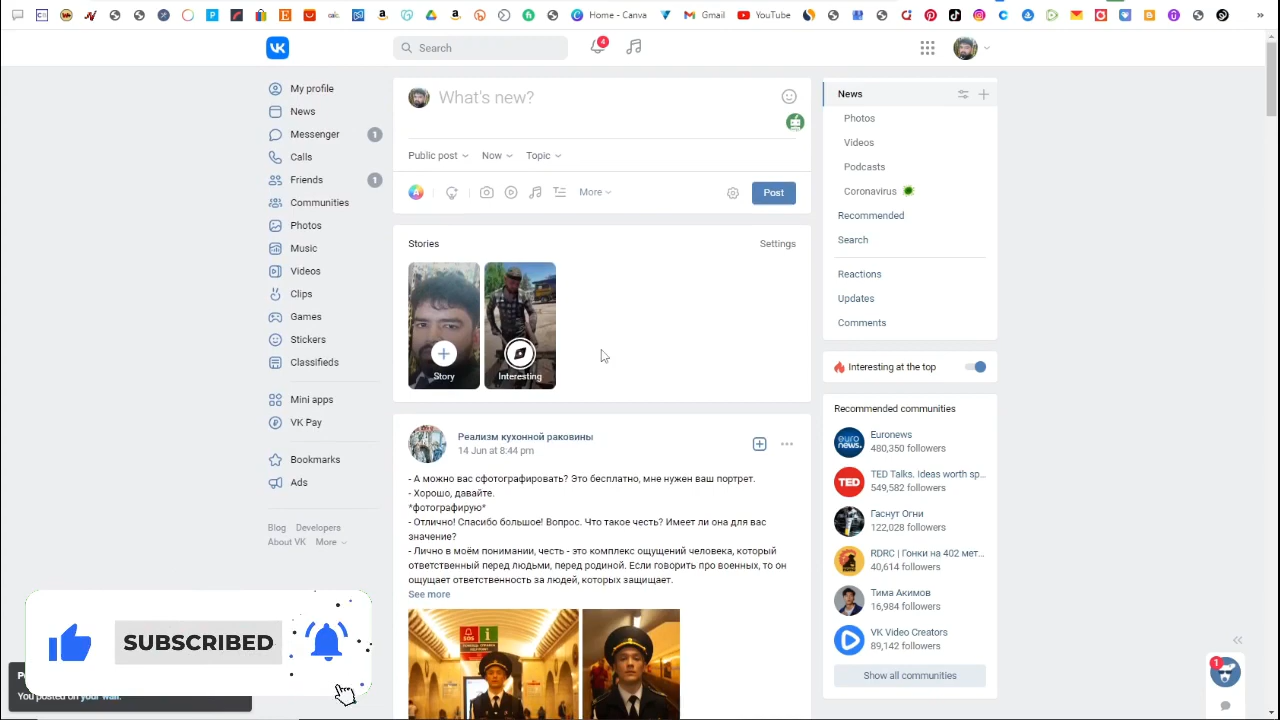 calc
Home - Canva
Gmail
YouTube
»
VK
Search
4
My profile
News
Messenger
1
Calls
Friends
1
Communities
Photos
Music
Videos
Clips
Games
Stickers
Classifieds
Mini apps
VK Pay
Bookmarks
Ads
Blog Developers
About VK More
What's new?
Public post
Now
Topic
More
Post
Stories
Settings
Story
Interesting
Реализм кухонной раковины
14 Jun at 8:44 pm
- А можно вас сфотографировать? Это бесплатно, мне нужен ваш портрет.
- Хорошо, давайте.
*фотографирую*
- Отлично! Спасибо большое! Вопрос. Что такое честь? Имеет ли она для вас
значение?
- Лично в моём понимании, честь - это комплекс ощущений человека, который
ответственный перед людьми, перед родиной. Если говорить про военных, то он
ощущает ответственность за людей, которых защищает.
See more
SOS
News
Photos
Videos
Podcasts
Coronavirus
Recommended
Search
Reactions
Updates
Comments
Interesting at the top
Recommended communities
euro
news.
Euronews
480,350 followers
TED
TED Talks. Ideas worth sp...
549,582 followers
Гаснут Огни
122,028 followers
RDRC | Гонки на 402 мет...
40,614 followers
Тима Акимов
16,984 followers
VK Video Creators
89,142 followers
Show all communities
1
SUBSCRIBED
You posted on your wall.